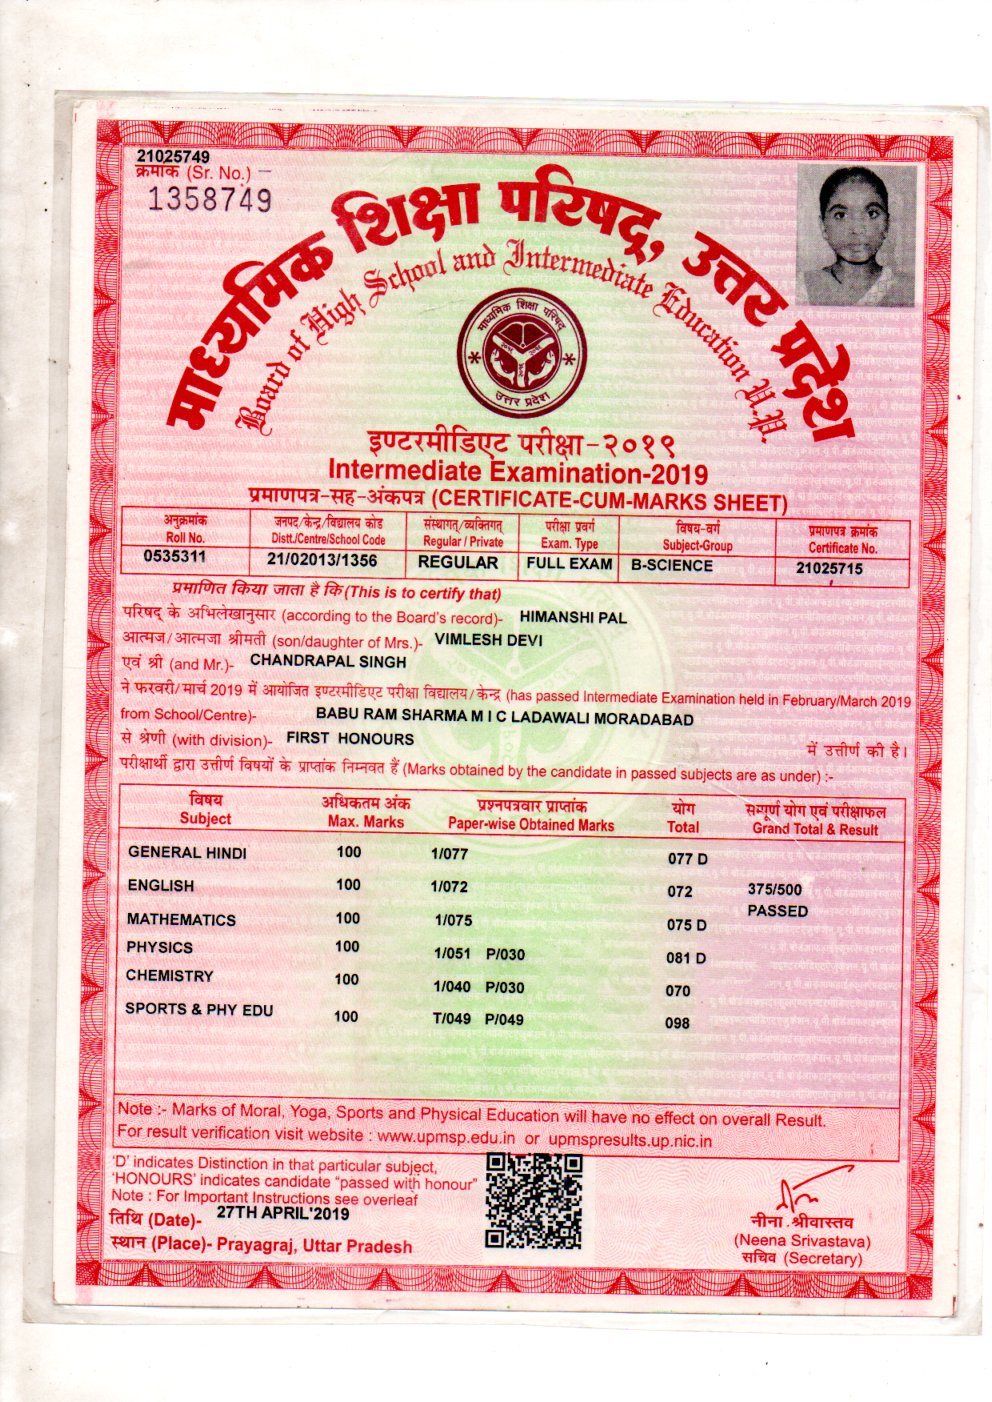 21025749
क्रमांक (Sr. No.)
1358749
माध्यमिक शिक्षा परिषद्, उत्तर प्रदेश
Board of High School and Intermediate Education U.P.
माध्यमिक शिक्षा परिषद
उत्तर प्रदेश
इण्टरमीडिएट परीक्षा-२०१९
Intermediate Examination-2019
प्रमाणपत्र-सह-अंकपत्र (CERTIFICATE-CUM-MARKS SHEET)
अनुक्रमांक जनपद/केन्द्र/विद्यालय कोड संस्थागत/व्यक्तिगत परीक्षा प्रवर्ग विषय-वर्ग प्रमाणपत्र क्रमांक
Roll No. Distt./Centre/School Code Regular / Private Exam. Type Subject-Group Certificate No.
0535311 21/02013/1356 REGULAR FULL EXAM B-SCIENCE 21025715
प्रमाणित किया जाता है कि (This is to certify that)
परिषद् के अभिलेखानुसार (according to the Board's record)- HIMANSHI PAL
आत्मज/आत्मजा श्रीमती (son/daughter of Mrs.)- VIMLESH DEVI
एवं श्री (and Mr.)- CHANDRAPAL SINGH
ने फरवरी/मार्च 2019 में आयोजित इण्टरमीडिएट परीक्षा विद्यालय/केन्द्र (has passed Intermediate Examination held in February/March 2019
from School/Centre)- BABU RAM SHARMA M I C LADAWALI MORADABAD
से श्रेणी (with division)- FIRST HONOURS में उत्तीर्ण की है।
परीक्षार्थी द्वारा उत्तीर्ण विषयों के प्राप्तांक निम्नवत हैं (Marks obtained by the candidate in passed subjects are as under) :-
विषय अधिकतम अंक प्रश्नपत्रवार प्राप्तांक योग सम्पूर्ण योग एवं परीक्षाफल
Subject Max. Marks Paper-wise Obtained Marks Total Grand Total & Result
GENERAL HINDI 100 1/077 077 D
ENGLISH 100 1/072 072 375/500
PASSED
MATHEMATICS 100 1/075 075 D
PHYSICS 100 1/051 P/030 081 D
CHEMISTRY 100 1/040 P/030 070
SPORTS & PHY EDU 100 T/049 P/049 098
Note :- Marks of Moral, Yoga, Sports and Physical Education will have no effect on overall Result.
For result verification visit website : www.upmsp.edu.in or upmspresults.up.nic.in
'D' indicates Distinction in that particular subject,
'HONOURS' indicates candidate "passed with honour"
Note : For Important Instructions see overleaf
तिथि (Date)- 27TH APRIL'2019
स्थान (Place)- Prayagraj, Uttar Pradesh
नीना श्रीवास्तव
(Neena Srivastava)
सचिव (Secretary)